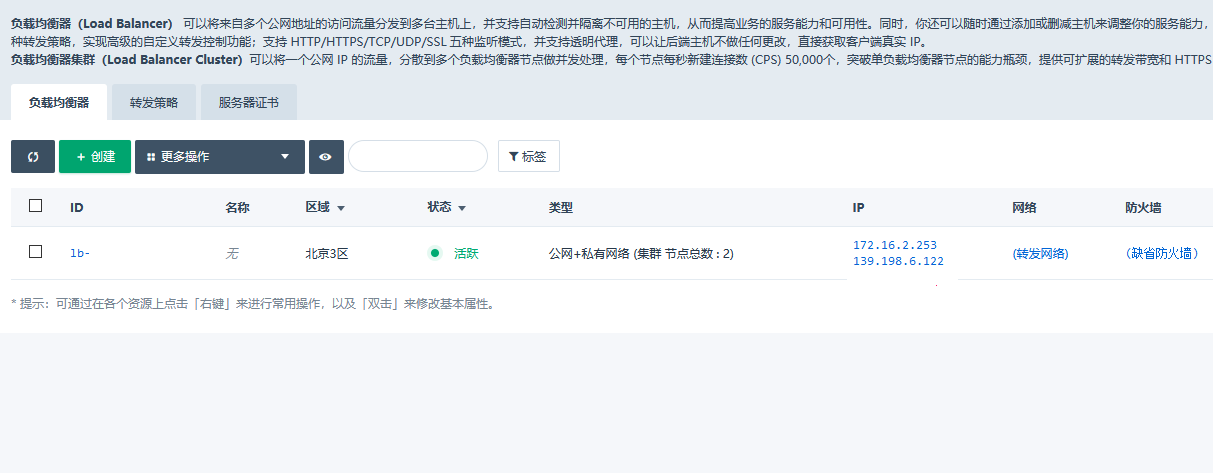 负载均衡器（Load Balancer） 可以将来自多个公网地址的访问流量分发到多台主机上，并支持自动检测并隔离不可用的主机，从而提高业务的服务能力和可用性。同时，你还可以随时通过添加或删减主机来调整你的服务能力，
种转发策略，实现高级的自定义转发控制功能；支持 HTTP/HTTPS/TCP/UDP/SSL 五种监听模式，并支持透明代理，可以让后端主机不做任何更改，直接获取客户端真实 IP。
负载均衡器集群（Load Balancer Cluster）可以将一个公网 IP 的流量，分散到多个负载均衡器节点做并发处理，每个节点每秒新建连接数 (CPS) 50,000个，突破单负载均衡器节点的能力瓶颈，提供可扩展的转发带宽和 HTTPS
负载均衡器 转发策略 服务器证书
+ 创建 更多操作 标签
ID 名称 区域 状态 类型 IP 网络 防火墙
lb- 无 北京3区 活跃 公网+私有网络 (集群 节点总数 : 2) 172.16.2.253 (转发网络) （缺省防火墙）
139.198.6.122
* 提示：可通过在各个资源上点击「右键」来进行常用操作，以及「双击」来修改基本属性。